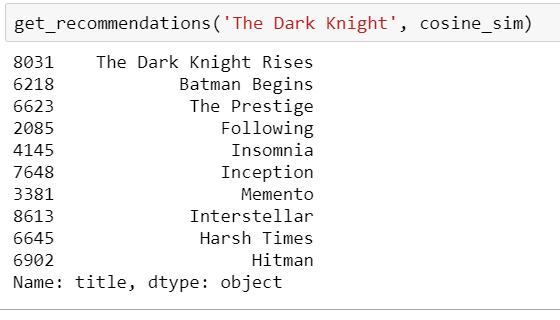 get_recommendations('The Dark Knight', cosine_sim)
8031 The Dark Knight Rises
6218 Batman Begins
6623 The Prestige
2085 Following
4145 Insomnia
7648 Inception
3381 Memento
8613 Interstellar
6645 Harsh Times
6902 Hitman
Name: title, dtype: object